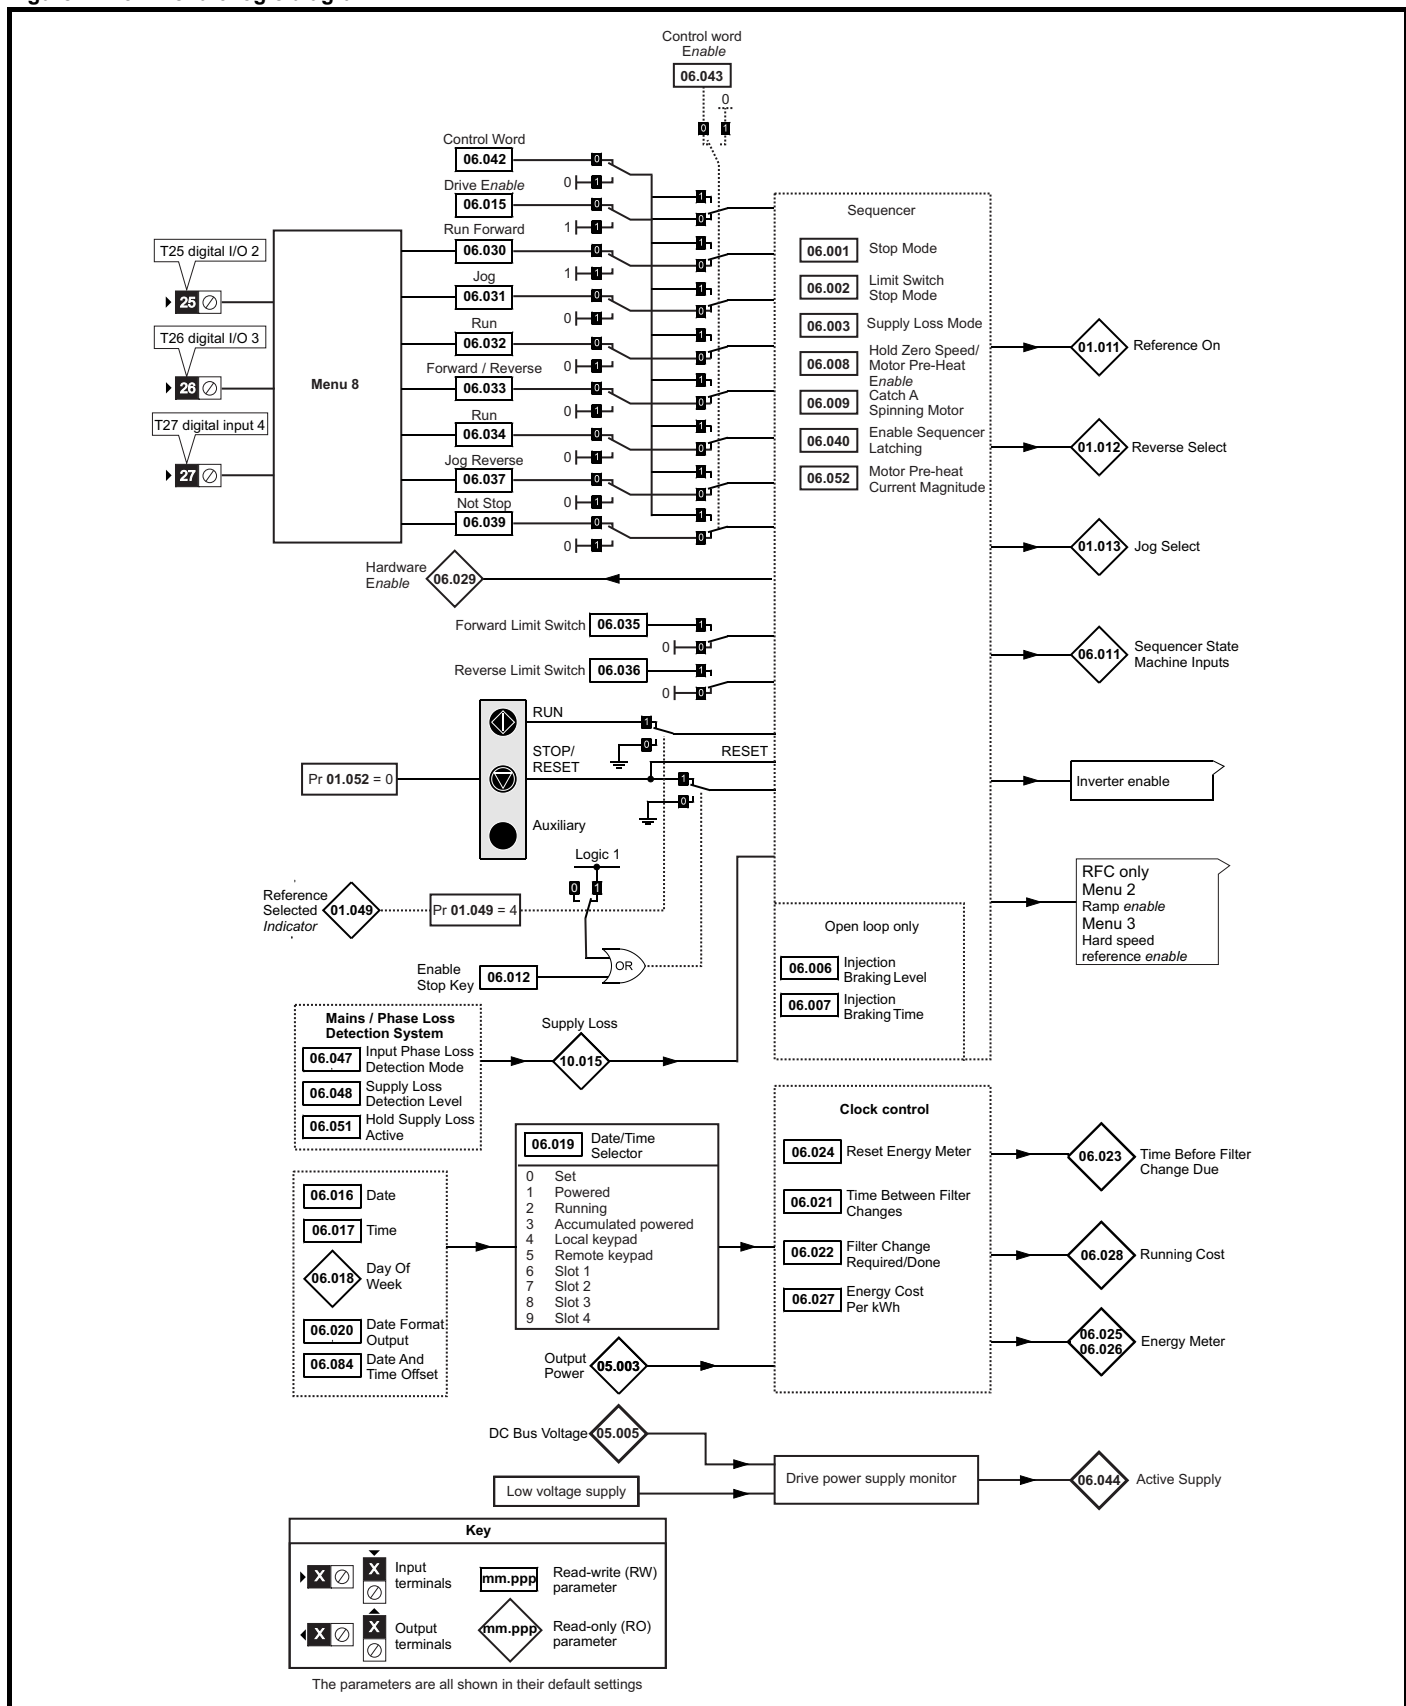 Control word
Enable
06.043
0
0
1
Control Word
06.042
0
0
1
Drive Enable
06.015
0
1
1
Run Forward
06.030
0
1
1
Jog
06.031
0
0
1
Run
06.032
0
0
1
Forward / Reverse
06.033
0
0
1
Run
06.034
0
0
1
Jog Reverse
06.037
0
0
1
Not Stop
06.039
0
0
1
1
0
1
0
1
0
1
0
1
0
1
0
1
0
1
0
T25 digital I/O 2
25
T26 digital I/O 3
26
T27 digital input 4
27
Menu 8
Hardware
Enable
06.029
Forward Limit Switch
06.035
1
0
0
Reverse Limit Switch
06.036
1
0
0
RUN
1
0
STOP/
RESET
RESET
1
0
Auxiliary
Pr 01.052 = 0
Logic 1
0
1
Reference
Selected
Indicator
01.049
Pr 01.049 = 4
OR
Enable
Stop Key
06.012
Sequencer
06.001
Stop Mode
06.002
Limit Switch
Stop Mode
06.003
Supply Loss Mode
06.008
Hold Zero Speed/
Motor Pre-Heat
Enable
06.009
Catch A
Spinning Motor
06.040
Enable Sequencer
Latching
06.052
Motor Pre-heat
Current Magnitude
Open loop only
06.006
Injection
Braking Level
06.007
Injection
Braking Time
01.011
Reference On
01.012
Reverse Select
01.013
Jog Select
06.011
Sequencer State
Machine Inputs
Inverter enable
RFC only
Menu 2
Ramp enable
Menu 3
Hard speed
reference enable
Mains / Phase Loss
Detection System
06.047
Input Phase Loss
Detection Mode
06.048
Supply Loss
Detection Level
06.051
Hold Supply Loss
Active
Supply Loss
10.015
06.016
Date
06.017
Time
06.018
Day Of
Week
06.020
Date Format
Output
06.084
Date And
Time Offset
06.019
Date/Time
Selector
0 Set
1 Powered
2 Running
3 Accumulated powered
4 Local keypad
5 Remote keypad
6 Slot 1
7 Slot 2
8 Slot 3
9 Slot 4
Output
Power
05.003
Clock control
06.024
Reset Energy Meter
06.021
Time Between Filter
Changes
06.022
Filter Change
Required/Done
06.027
Energy Cost
Per kWh
06.023
Time Before Filter
Change Due
06.028
Running Cost
06.025
06.026
Energy Meter
DC Bus Voltage
05.005
Low voltage supply
Drive power supply monitor
06.044
Active Supply
Key
X
X
Input
terminals
mm.ppp
Read-write (RW)
parameter
X
X
Output
terminals
mm.ppp
Read-only (RO)
parameter
The parameters are all shown in their default settings